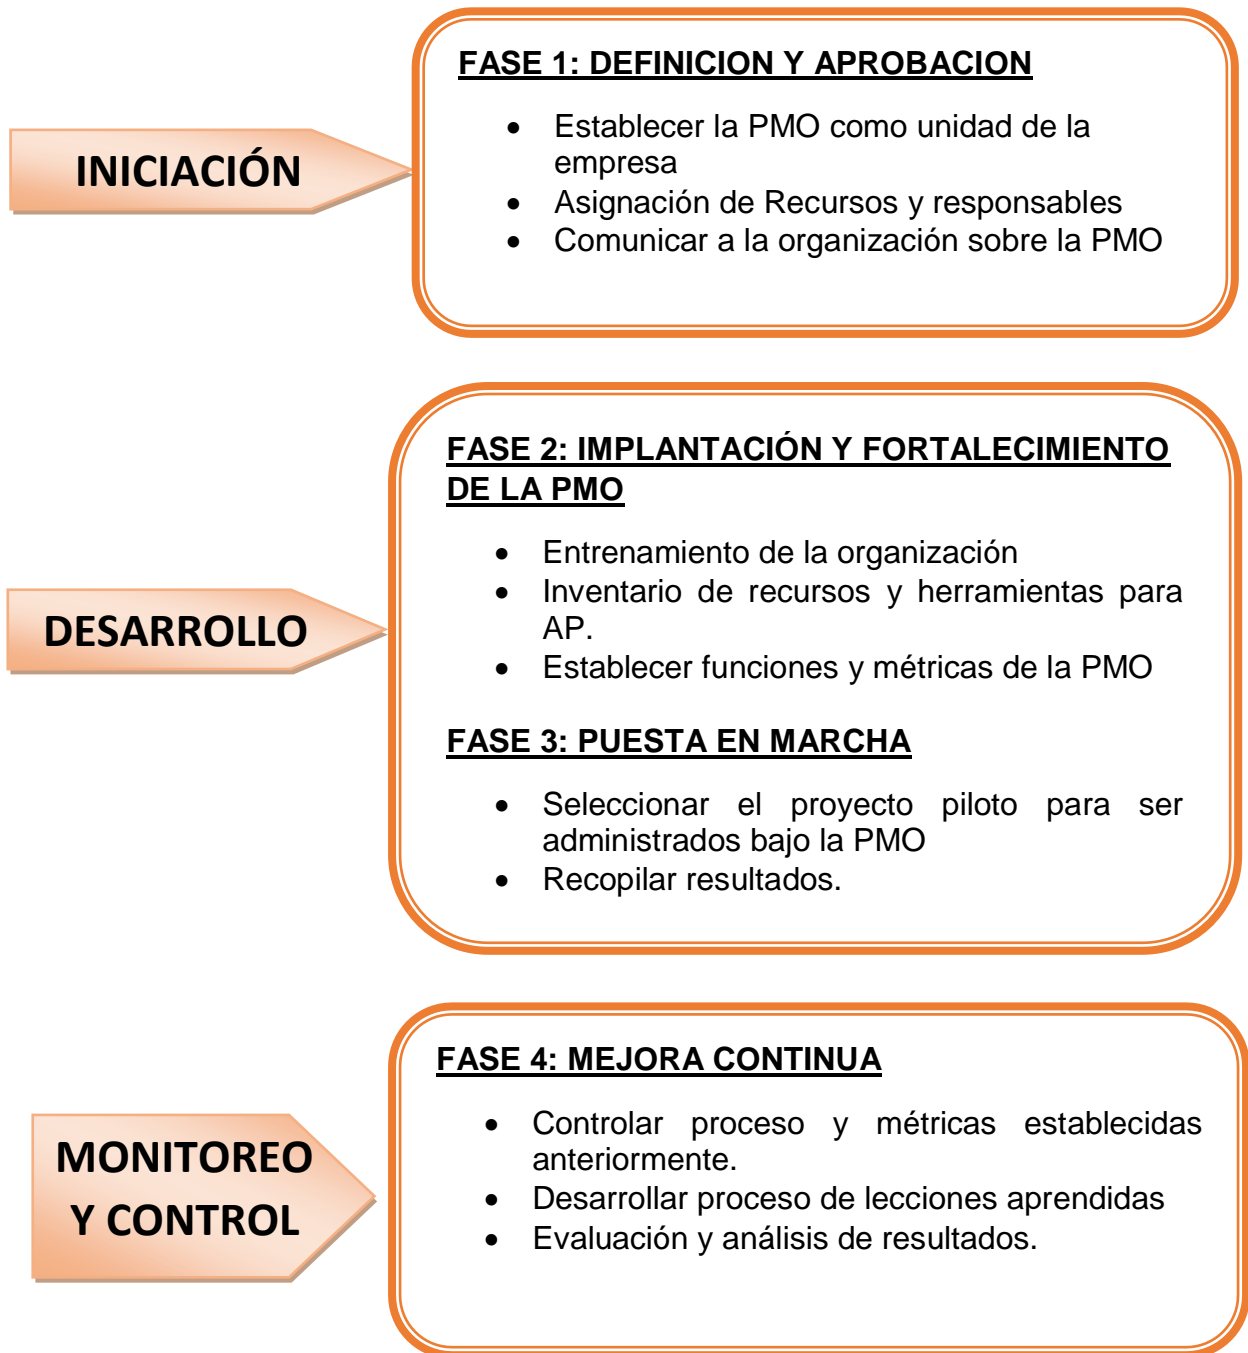 INICIACIÓN
FASE 1: DEFINICION Y APROBACION
• Establecer la PMO como unidad de la
empresa
• Asignación de Recursos y responsables
• Comunicar a la organización sobre la PMO
DESARROLLO
FASE 2: IMPLANTACIÓN Y FORTALECIMIENTO
DE LA PMO
• Entrenamiento de la organización
• Inventario de recursos y herramientas para
AP.
• Establecer funciones y métricas de la PMO
FASE 3: PUESTA EN MARCHA
• Seleccionar el proyecto piloto para ser
administrados bajo la PMO
• Recopilar resultados.
MONITOREO
Y CONTROL
FASE 4: MEJORA CONTINUA
• Controlar proceso y métricas establecidas
anteriormente.
• Desarrollar proceso de lecciones aprendidas
• Evaluación y análisis de resultados.